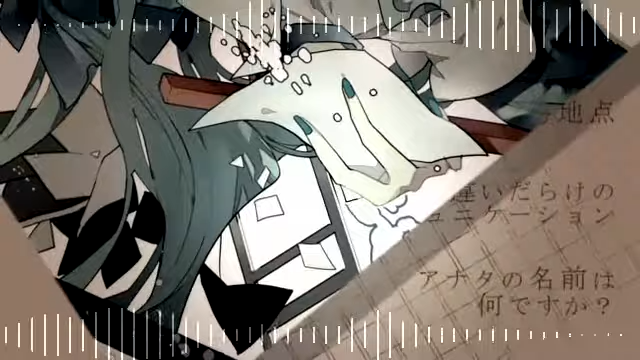 地点
違いだらけの
ュニケーション
アナタの名前は
何ですか?